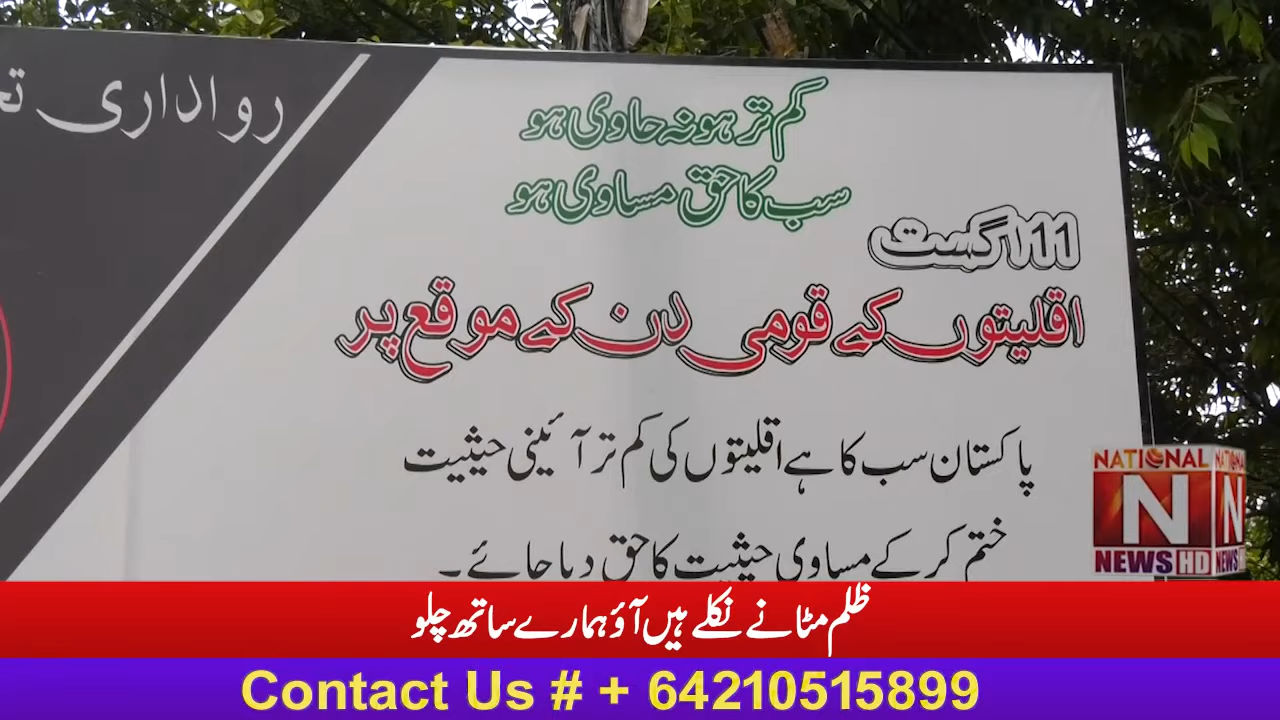 رواداری
کم تر ہو نہ حاوی ہو
سب کا حق مساوی ہو
11 اگست
اقلیتوں کے قومی دن کے موقع پر
پاکستان سب کا ہے اقلیتوں کی کم تر آئینی حیثیت
ختم کر کے مساوی حیثیت کا حق دیا جائے۔
NATIONAL
N
NEWS HD
NATIONAL
N
NEWS
ظلم مٹانے نکلے ہیں آؤ ہمارے ساتھ چلو
Contact Us # + 64210515899